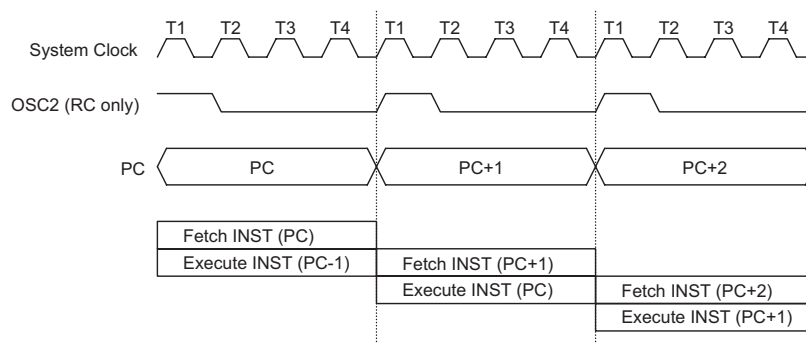 T1 T2 T3 T4 T1 T2 T3 T4 T1 T2 T3 T4
System Clock
OSC2 (RC only)
PC PC PC+1 PC+2
Fetch INST (PC)
Execute INST (PC-1) Fetch INST (PC+1)
Execute INST (PC) Fetch INST (PC+2)
Execute INST (PC+1)